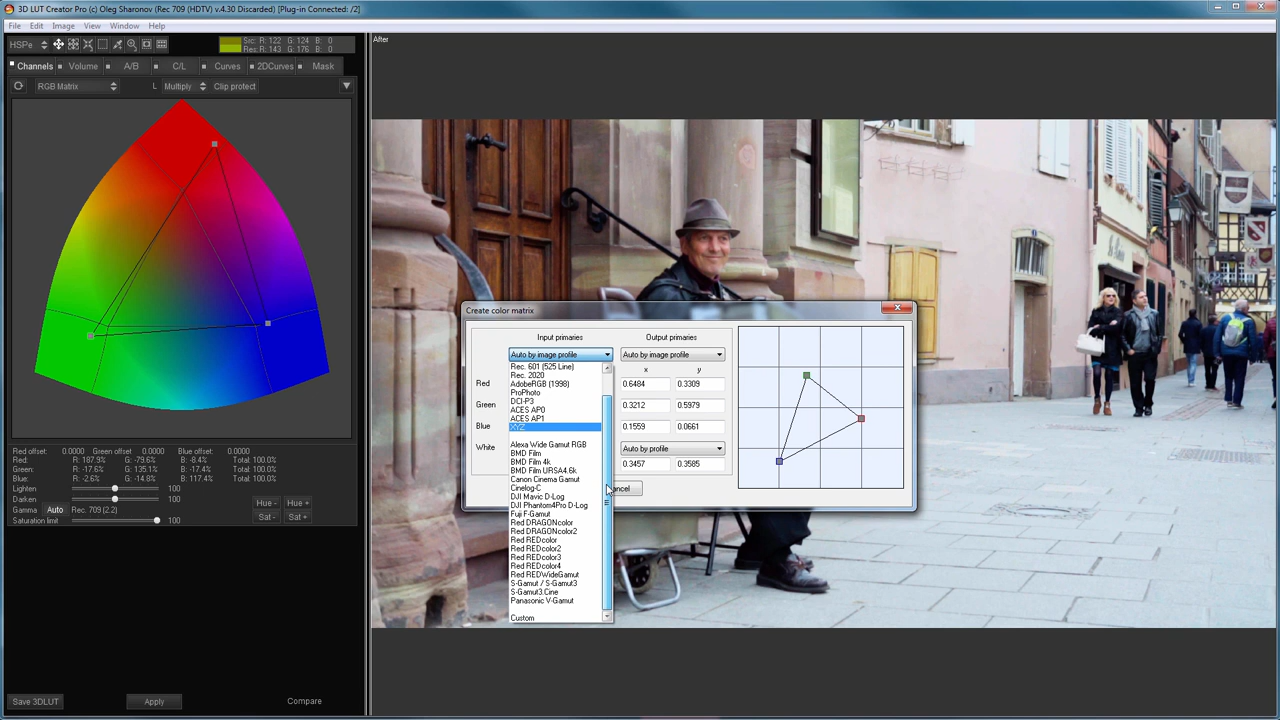 3D LUT Creator Pro (c) Oleg Sharonov (Rec 709 (HDTV) v.4.30 Discarded) [Plug-in Connected: /2]
File Edit Image View Window Help
HSPe
Src: R: 122 G: 124 B: 0
Res: R: 143 G: 176 B: 0
Channels Volume A/B C/L Curves 2DCurves Mask
RGB Matrix L Multiply Clip protect
After
Red offset: 0.0000 Green offset: 0.0000 Blue offset: 0.0000
Red: R: 187.9% G: -79.6% B: -8.4% Total: 100.0%
Green: R: -17.6% G: 135.1% B: -17.4% Total: 100.0%
Blue: R: -2.6% G: -14.8% B: 117.4% Total: 100.0%
Lighten 100
Darken 100
Hue - Hue +
Gamma Auto Rec. 709 (2.2)
Sat - Sat +
Saturation limit 100
Save 3DLUT Apply Compare
Create color matrix
Input primaries Output primaries
Auto by image profile Auto by image profile
x y
Red 0.6484 0.3309
Green 0.3212 0.5979
Blue 0.1559 0.0661
White Auto by profile
0.3457 0.3585
ancel
Rec. 601 (525 Line)
Rec. 2020
AdobeRGB (1998)
ProPhoto
DCI-P3
ACES AP0
ACES AP1
XYZ
Alexa Wide Gamut RGB
BMD Film
BMD Film 4k
BMD Film URSA4.6k
Canon Cinema Gamut
Cinelog-C
DJI Mavic D-Log
DJI Phantom4Pro D-Log
Fuji F-Gamut
Red DRAGONcolor
Red DRAGONcolor2
Red REDcolor
Red REDcolor2
Red REDcolor3
Red REDcolor4
Red REDWideGamut
S-Gamut / S-Gamut3
S-Gamut3.Cine
Panasonic V-Gamut
Custom